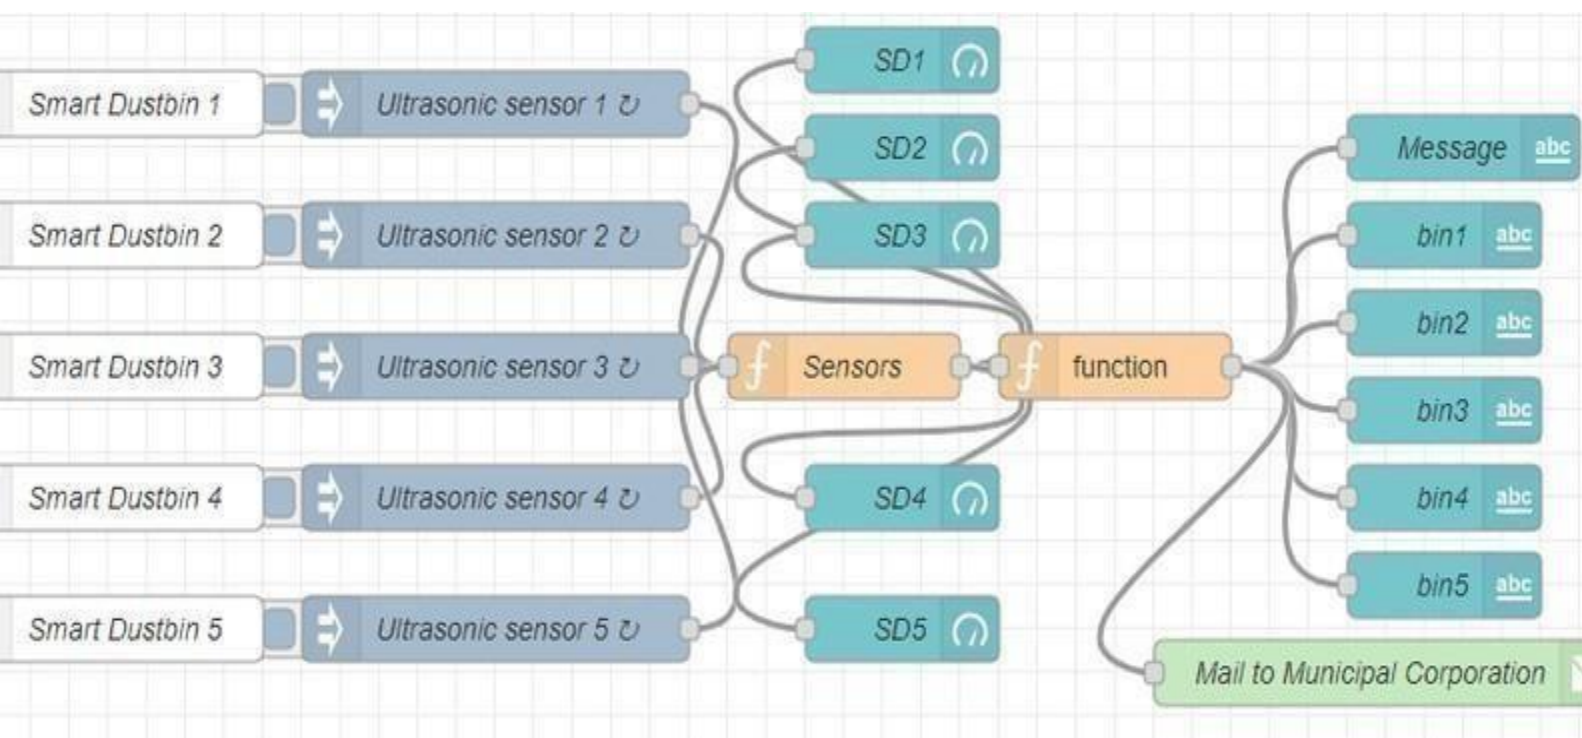 Smart Dustbin 1
Ultrasonic sensor 1 ↻
Smart Dustbin 2
Ultrasonic sensor 2 ↻
Smart Dustbin 3
Ultrasonic sensor 3 ↻
Smart Dustbin 4
Ultrasonic sensor 4 ↻
Smart Dustbin 5
Ultrasonic sensor 5 ↻
SD1
SD2
SD3
f Sensors
SD4
SD5
f function
Message abc
bin1 abc
bin2 abc
bin3 abc
bin4 abc
bin5 abc
Mail to Municipal Corporation